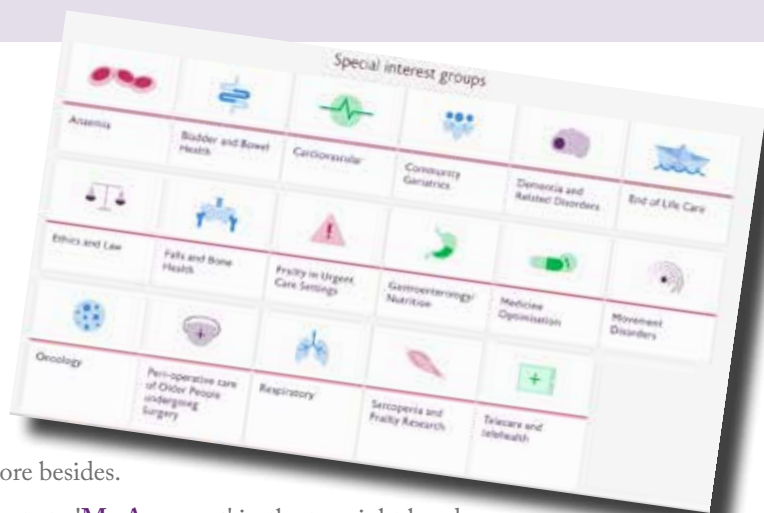 Special interest groups
Anaemia
Bladder and Bowel
Health
Cardiovascular
Community
Geriatrics
Dementia and
Related Disorders
End of Life Care
Ethics and Law
Falls and Bone
Health
Frailty in Urgent
Care Settings
Gastroenterology/
Nutrition
Medicine
Optimisation
Movement
Disorders
Oncology
Peri-operative care
of Older People
undergoing
Surgery
Respiratory
Sarcopenia and
Frailty Research
Telecare and
telehealth
ore besides.